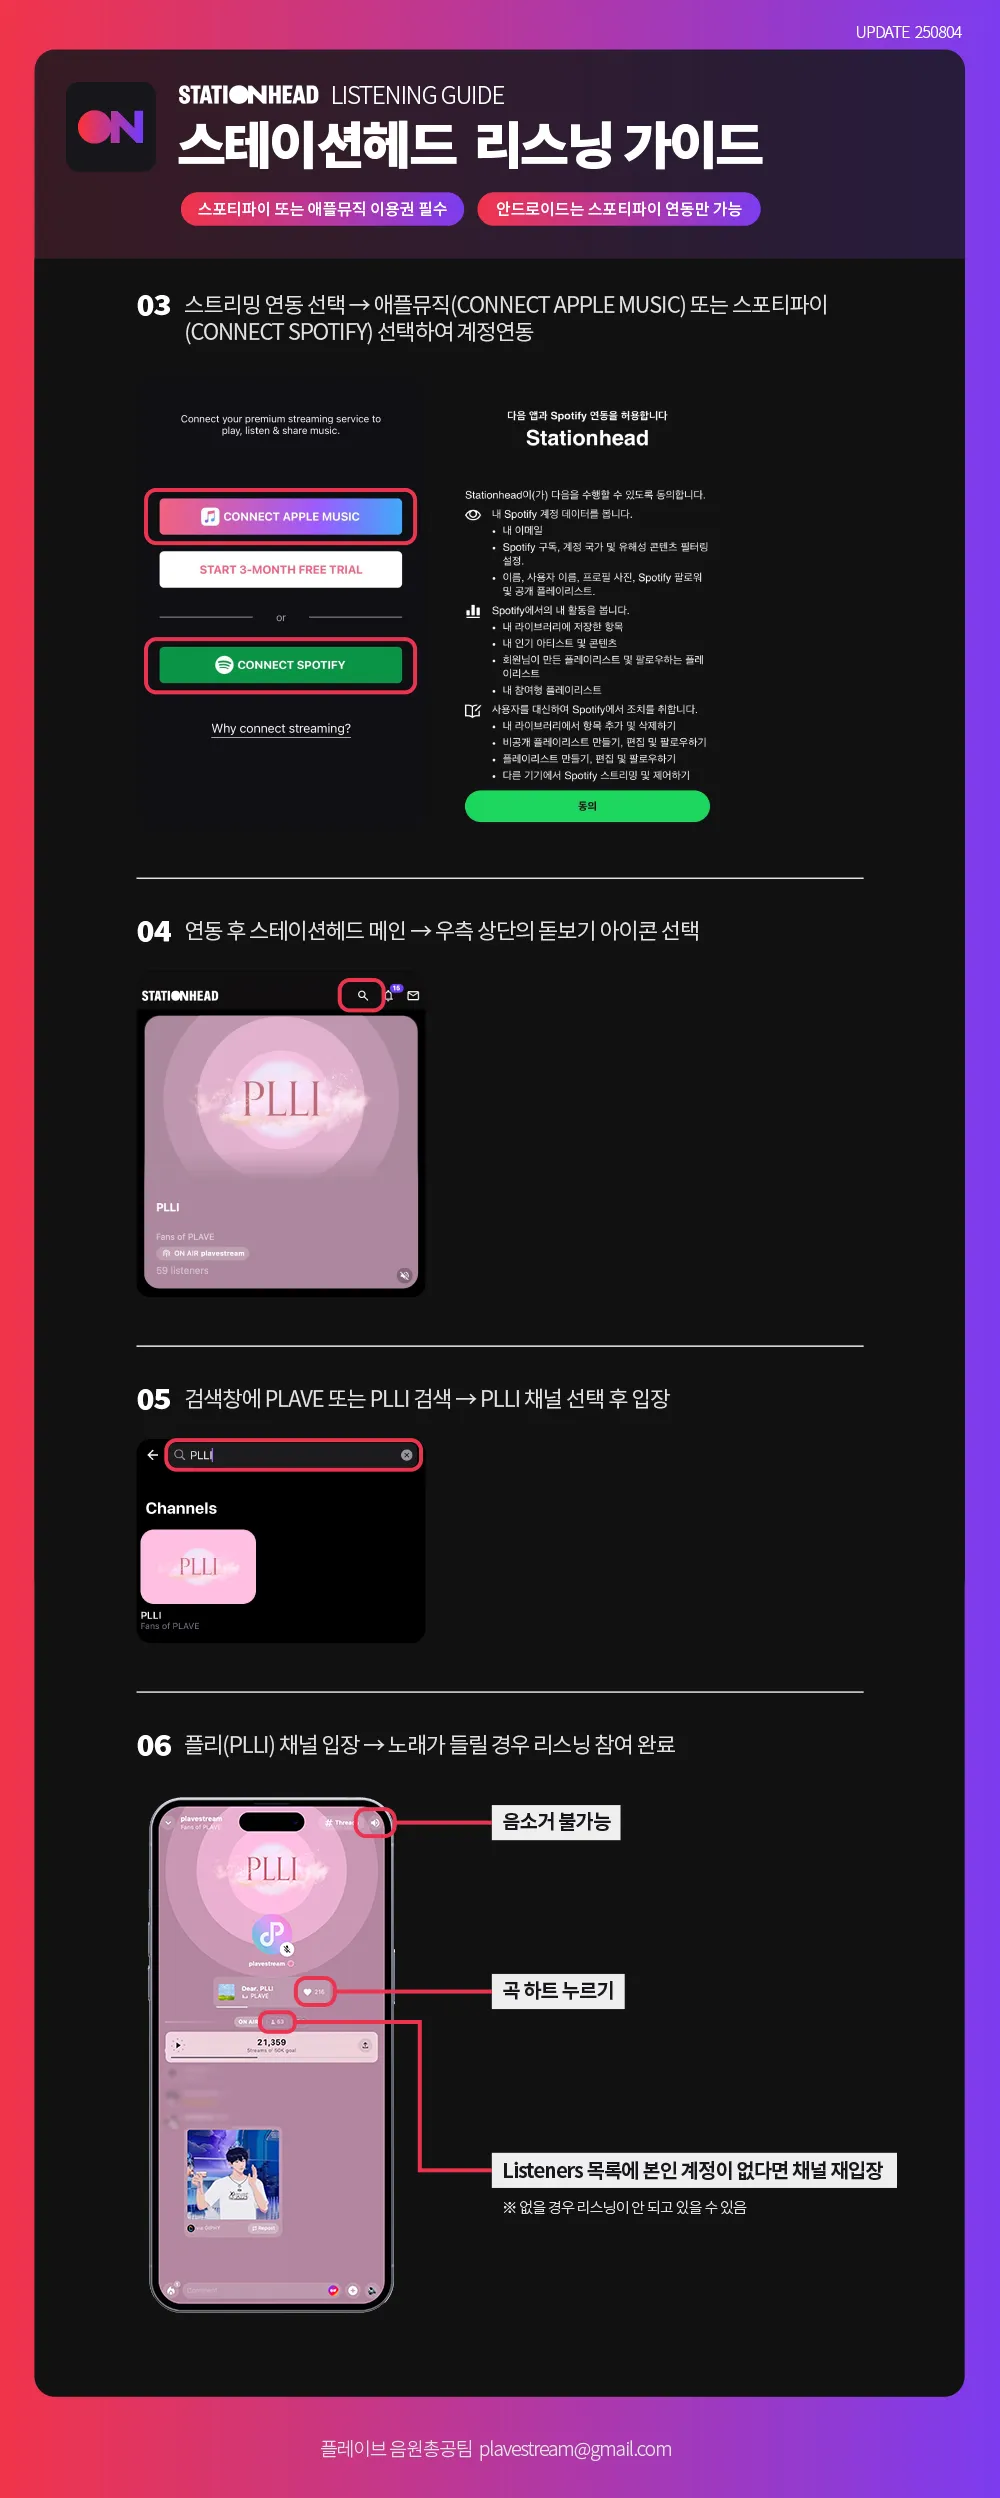 UPDATE 250804
ON
STATIONHEAD LISTENING GUIDE
스테이션헤드 리스닝 가이드
스포티파이 또는 애플뮤직 이용권 필수
안드로이드는 스포티파이 연동만 가능
03 스트리밍 연동 선택 → 애플뮤직(CONNECT APPLE MUSIC) 또는 스포티파이
(CONNECT SPOTIFY) 선택하여 계정연동
Connect your premium streaming service to
play, listen & share music.
CONNECT APPLE MUSIC
START 3-MONTH FREE TRIAL
or
CONNECT SPOTIFY
Why connect streaming?
다음 앱과 Spotify 연동을 허용합니다
Stationhead
Stationhead이(가) 다음을 수행할 수 있도록 동의합니다.
내 Spotify 계정 데이터를 봅니다.
• 내 이메일
• Spotify 구독, 계정 국가 및 유해성 콘텐츠 필터링
설정.
• 이름, 사용자 이름, 프로필 사진, Spotify 팔로워
및 공개 플레이리스트.
Spotify에서의 내 활동을 봅니다.
• 내 라이브러리에 저장한 항목
• 내 인기 아티스트 및 콘텐츠
• 회원님이 만든 플레이리스트 및 팔로우하는 플레
이리스트
• 내 참여형 플레이리스트
사용자를 대신하여 Spotify에서 조치를 취합니다.
• 내 라이브러리에서 항목 추가 및 삭제하기
• 비공개 플레이리스트 만들기, 편집 및 팔로우하기
• 플레이리스트 만들기, 편집 및 팔로우하기
• 다른 기기에서 Spotify 스트리밍 및 제어하기
동의
04 연동 후 스테이션헤드 메인 → 우측 상단의 돋보기 아이콘 선택
STATIONHEAD
15
PLLI
PLLI
Fans of PLAVE
ON AIR plavestream
59 listeners
05 검색창에 PLAVE 또는 PLLI 검색 → PLLI 채널 선택 후 입장
PLLI
Channels
PLLI
PLLI
Fans of PLAVE
06 플리(PLLI) 채널 입장 → 노래가 들릴 경우 리스닝 참여 완료
plavestream
Fans of PLAVE
# Threa
음소거 불가능
PLLI
plavestream
Dear. PLLI
PLAVE
216
곡 하트 누르기
ON AIR
63
21,359
Streams of 50K goal
Listeners 목록에 본인 계정이 없다면 채널 재입장
※ 없을 경우 리스닝이 안 되고 있을 수 있음
Report
Comment
플레이브 음원총공팀 plavestream@gmail.com